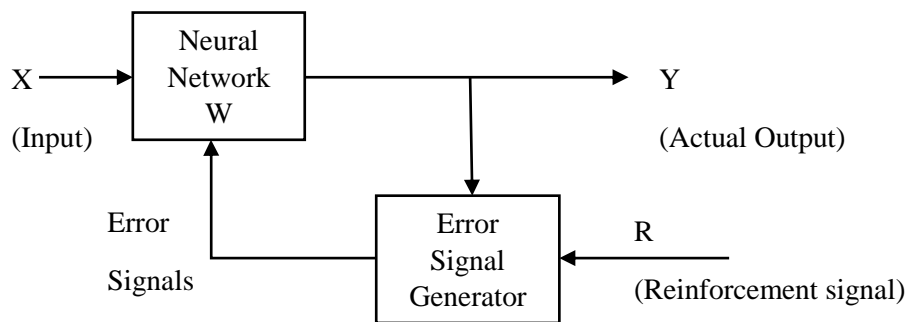 X
(Input)
Neural
Network
W
Y
(Actual Output)
Error
Signals
Error
Signal
Generator
R
(Reinforcement signal)